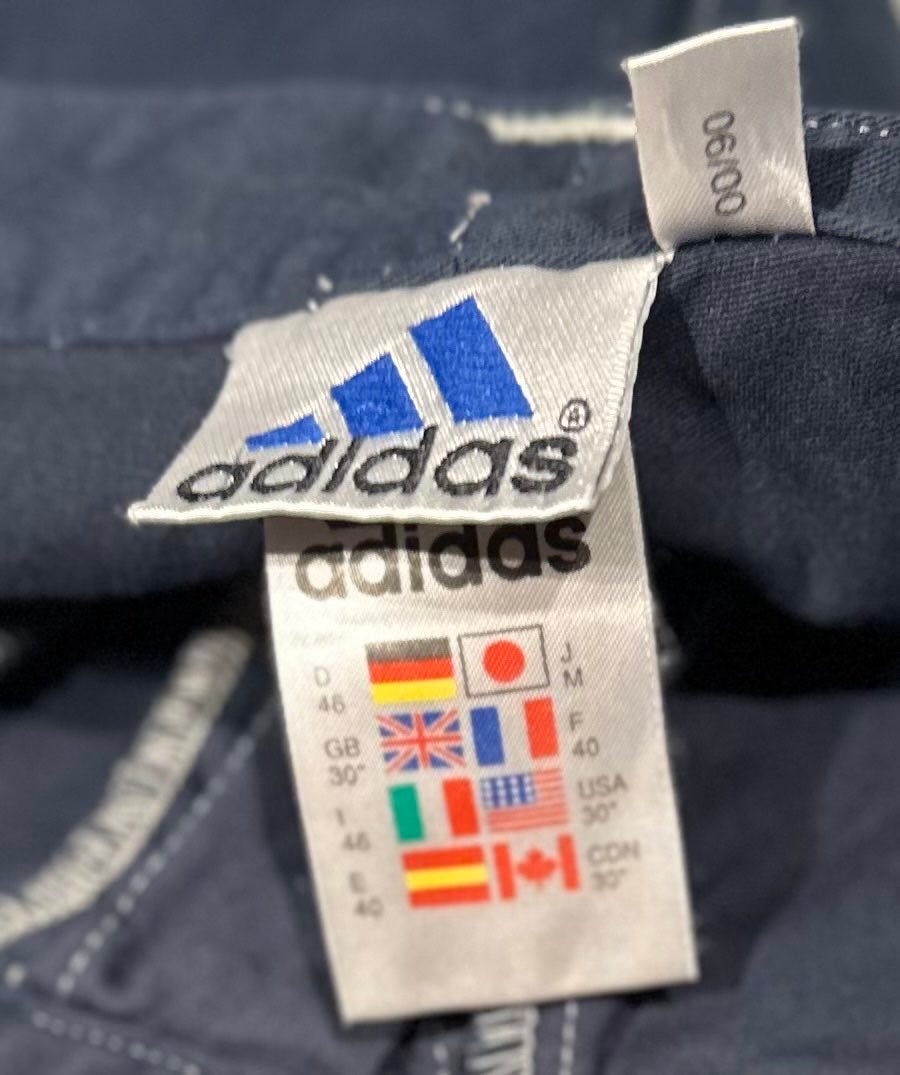 06/00
adidas®
adidas
D
46
J
M
GB
30"
F
40
I
46
USA
30"
E
40
CDN
30"